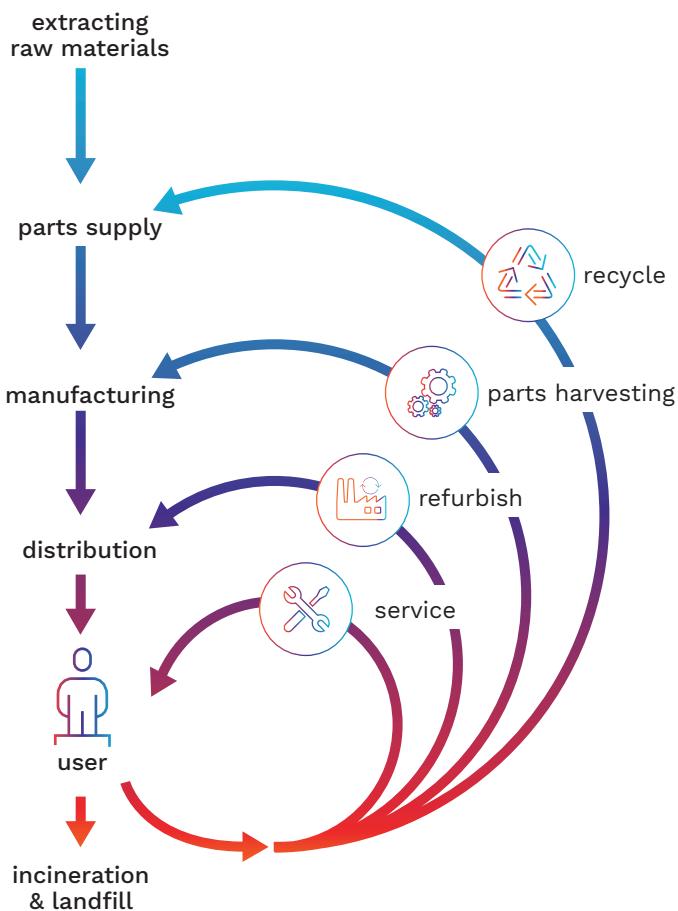 extracting
raw materials
parts supply
recycle
manufacturing
parts harvesting
refurbish
distribution
service
user
incineration
& landfill